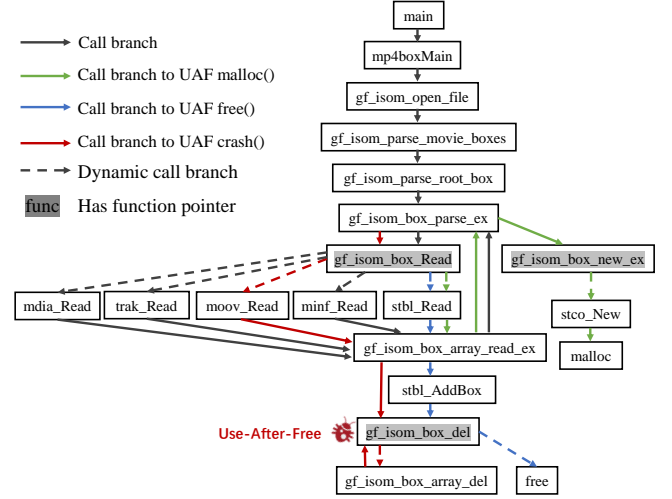 main
Call branch
mp4boxMain
Call branch to UAF malloc()
gf_isom_open_file
Call branch to UAF free()
gf_isom_parse_movie_boxes
Call branch to UAF crash()
Dynamic call branch
gf_isom_parse_root_box
func Has function pointer
gf_isom_box_parse_ex
gf_isom_box_Read gf_isom_box_new_ex
mdia_Read trak_Read moov_Read minf_Read stbl_Read
stco_New
gf_isom_box_array_read_ex malloc
stbl_AddBox
Use-After-Free gf_isom_box_del
gf_isom_box_array_del free